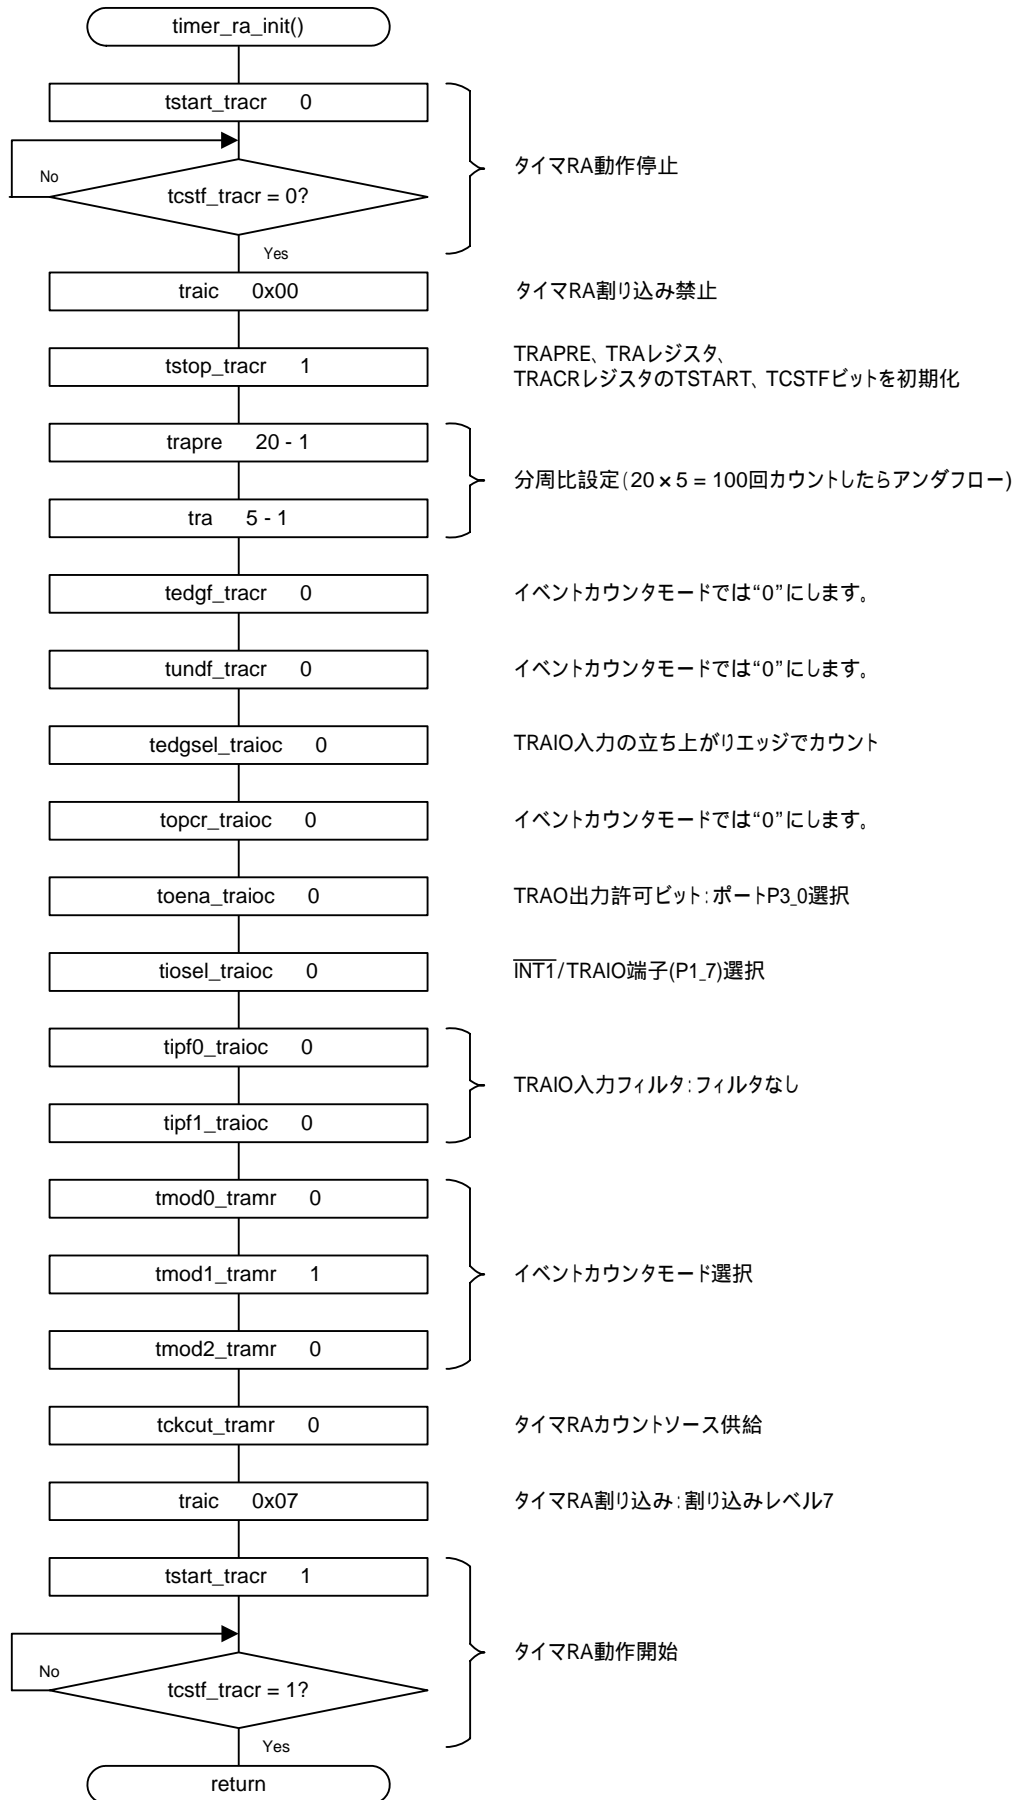 timer_ra_init()
tstart_tracr 0
No
tcstf_tracr = 0?
Yes
タイマRA動作停止
traic 0x00
タイマRA割り込み禁止
tstop_tracr 1
TRAPRE、TRAレジスタ、
TRACRレジスタのTSTART、TCSTFビットを初期化
trapre 20 - 1
tra 5 - 1
分周比設定(20×5 = 100回カウントしたらアンダフロー)
tedgf_tracr 0
イベントカウンタモードでは“0”にします。
tundf_tracr 0
イベントカウンタモードでは“0”にします。
tedgsel_traioc 0
TRAIO入力の立ち上がりエッジでカウント
topcr_traioc 0
イベントカウンタモードでは“0”にします。
toena_traioc 0
TRAO出力許可ビット:ポートP3_0選択
tiosel_traioc 0
INT1/TRAIO端子(P1_7)選択
tipf0_traioc 0
tipf1_traioc 0
TRAIO入力フィルタ:フィルタなし
tmod0_tramr 0
tmod1_tramr 1
tmod2_tramr 0
イベントカウンタモード選択
tckcut_tramr 0
タイマRAカウントソース供給
traic 0x07
タイマRA割り込み:割り込みレベル7
tstart_tracr 1
No
tcstf_tracr = 1?
Yes
タイマRA動作開始
return